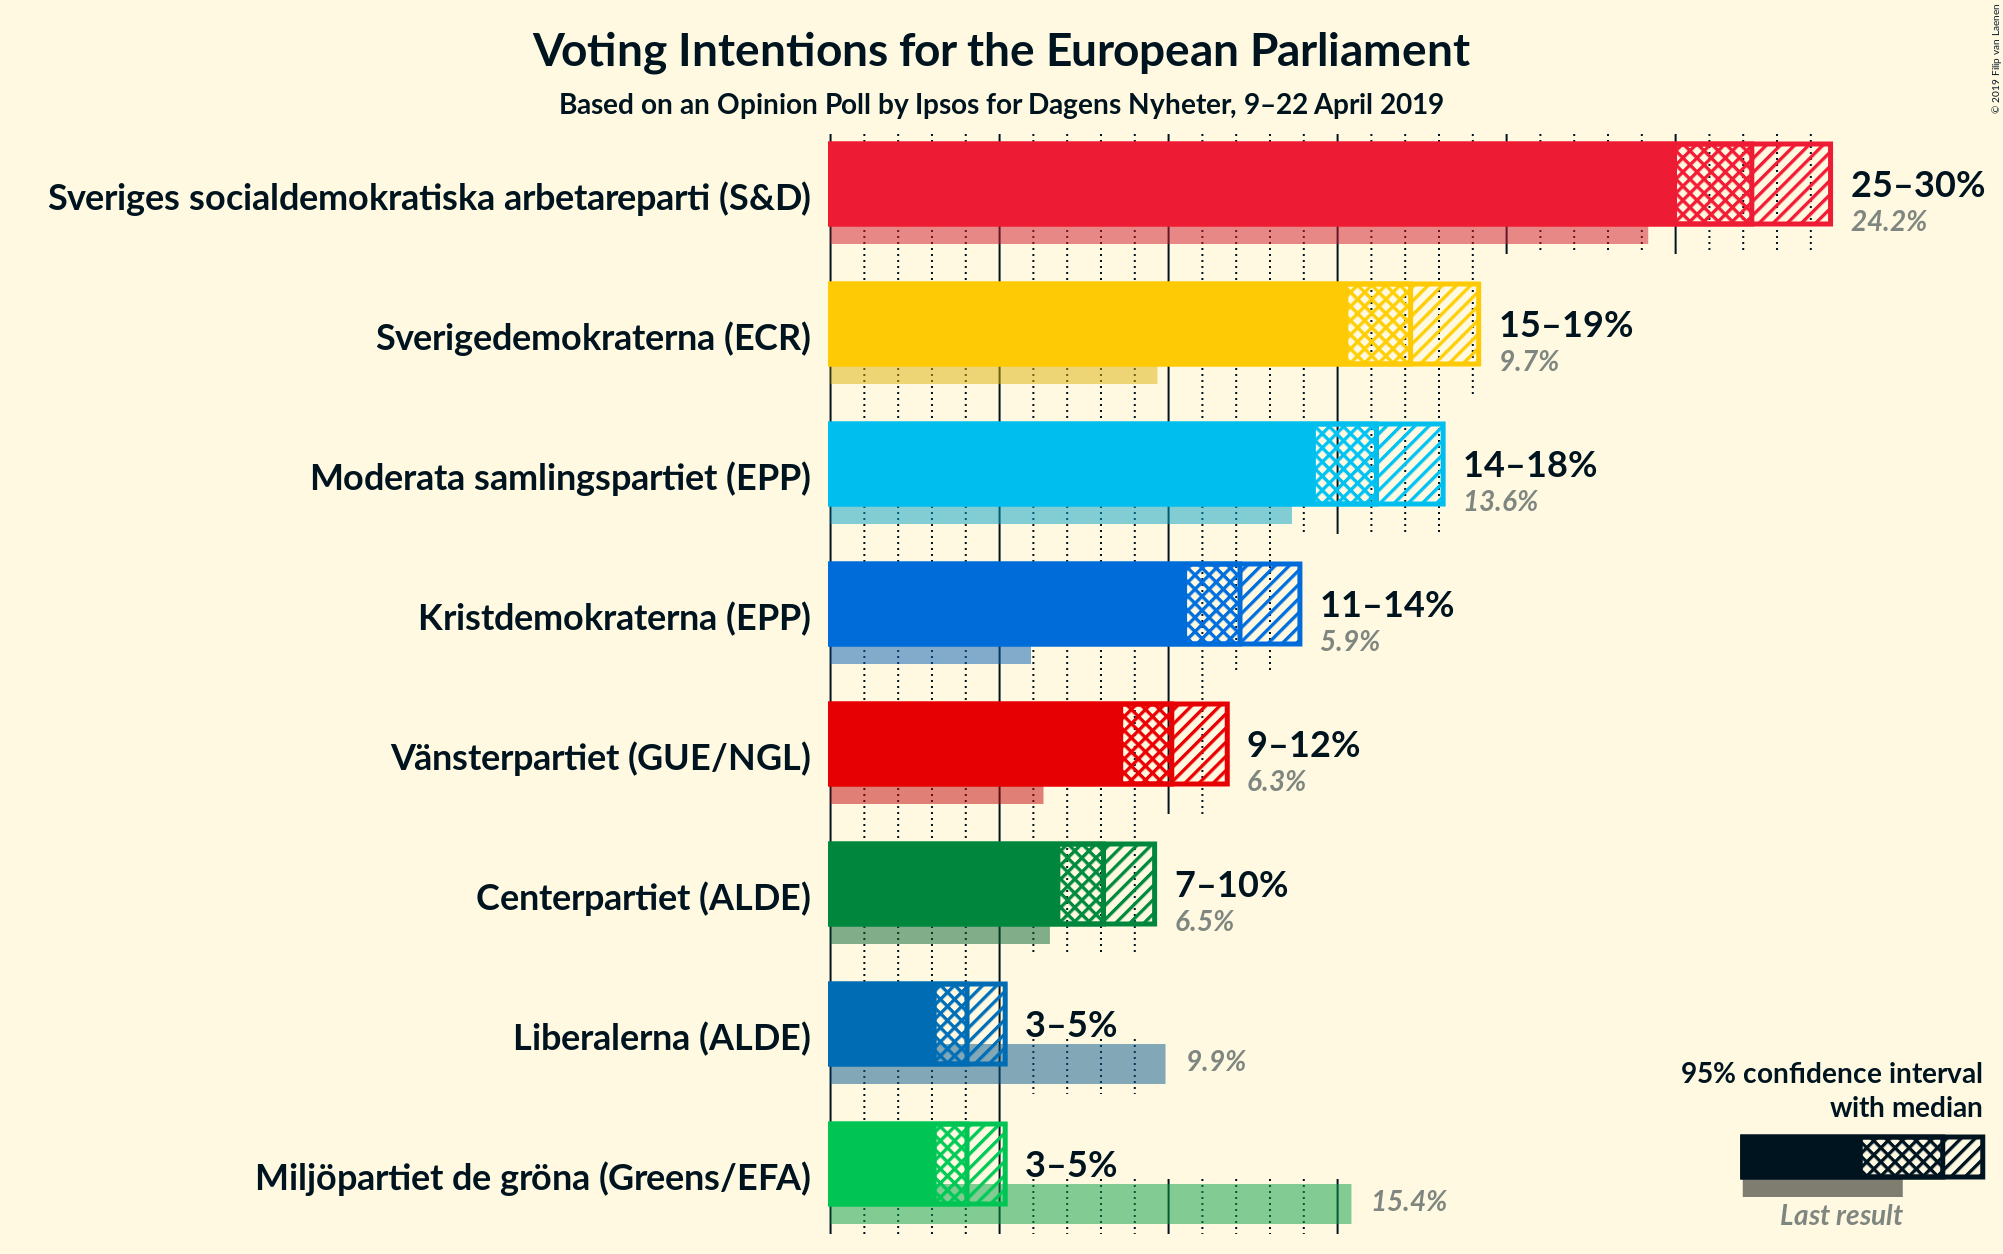 Voting Intentions for the European Parliament
Based on an Opinion Poll by Ipsos for Dagens Nyheter, 9–22 April 2019
© 2019 Filip van Laenen
Sveriges socialdemokratiska arbetareparti (S&D)
25–30%
24.2%
Sverigedemokraterna (ECR)
15–19%
9.7%
Moderata samlingspartiet (EPP)
14–18%
13.6%
Kristdemokraterna (EPP)
11–14%
5.9%
Vänsterpartiet (GUE/NGL)
9–12%
6.3%
Centerpartiet (ALDE)
7–10%
6.5%
Liberalerna (ALDE)
3–5%
9.9%
Miljöpartiet de gröna (Greens/EFA)
3–5%
15.4%
95% confidence interval
with median
Last result